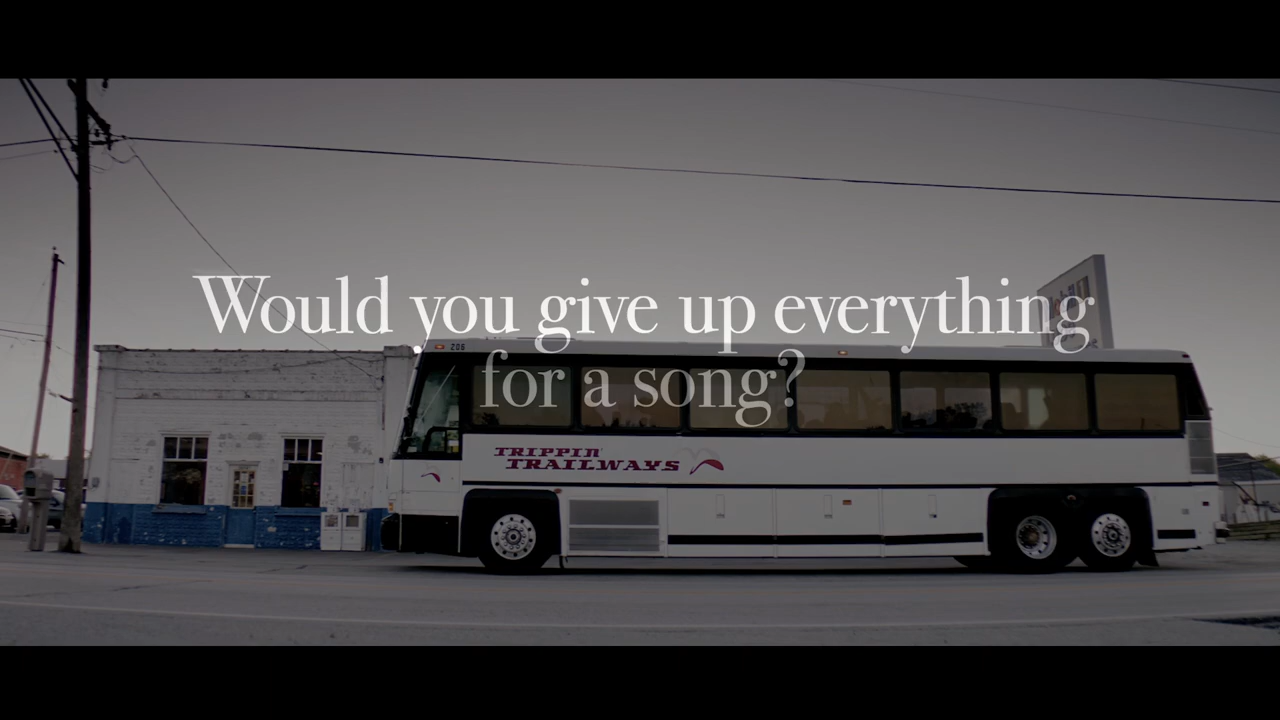 Would you give up everything
for a song?
206
TRIPPIN'
TRAILWAYS